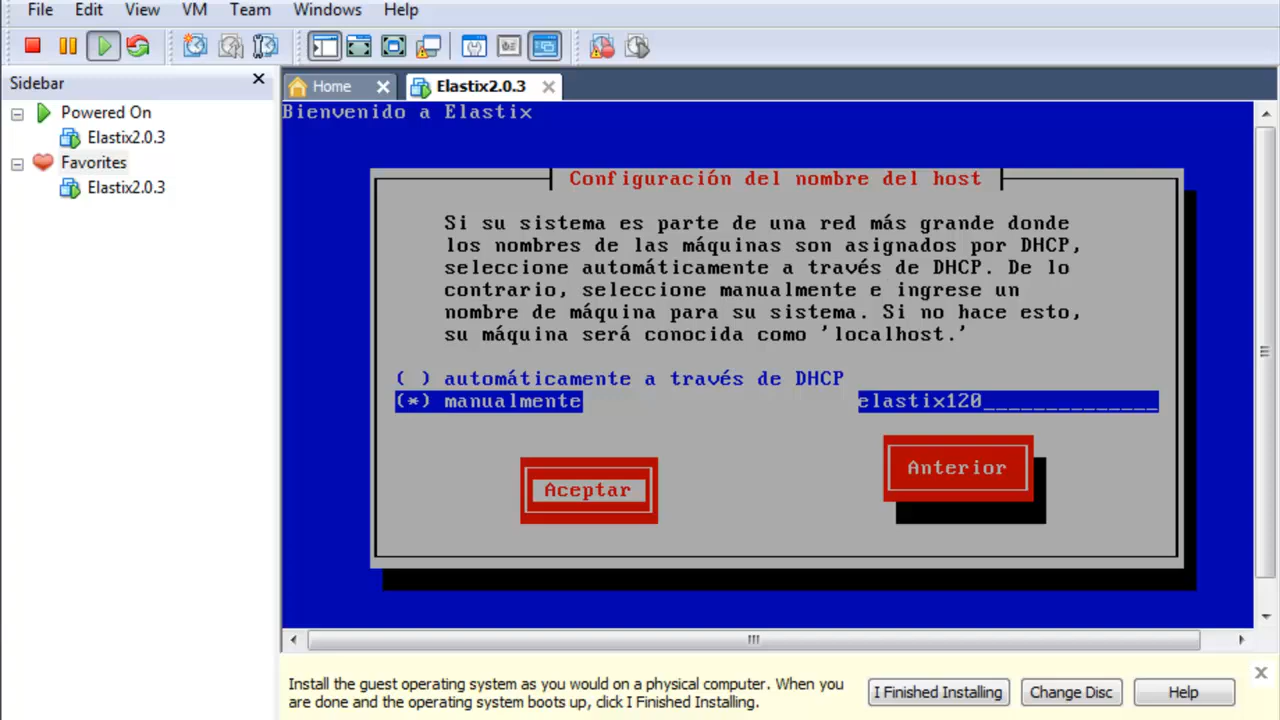 File Edit View VM Team Windows Help
Sidebar
Powered On
Elastix2.0.3
Favorites
Elastix2.0.3
Home Elastix2.0.3
Bienvenido a Elastix
Configuración del nombre del host
Si su sistema es parte de una red más grande donde
los nombres de las máquinas son asignados por DHCP,
seleccione automáticamente a través de DHCP. De lo
contrario, seleccione manualmente e ingrese un
nombre de máquina para su sistema. Si no hace esto,
su máquina será conocida como 'localhost.'
( ) automáticamente a través de DHCP
(*) manualmente elastix120______________
Aceptar Anterior
Install the guest operating system as you would on a physical computer. When you
are done and the operating system boots up, click I Finished Installing.
I Finished Installing Change Disc Help